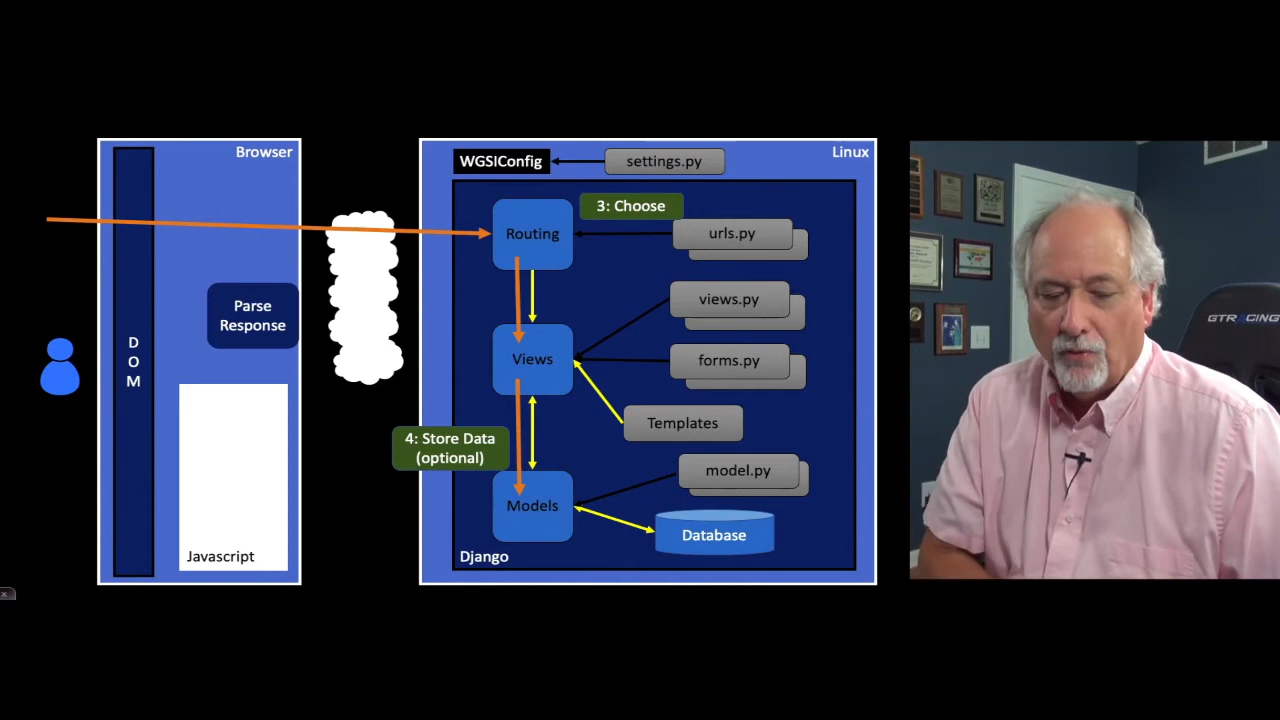 Browser
WGSIConfig
settings.py
Linux
3: Choose
Routing
urls.py
Parse
Response
views.py
GTRACING
D
O
M
Views
forms.py
Templates
4: Store Data
(optional)
model.py
Models
Database
Javascript
Django